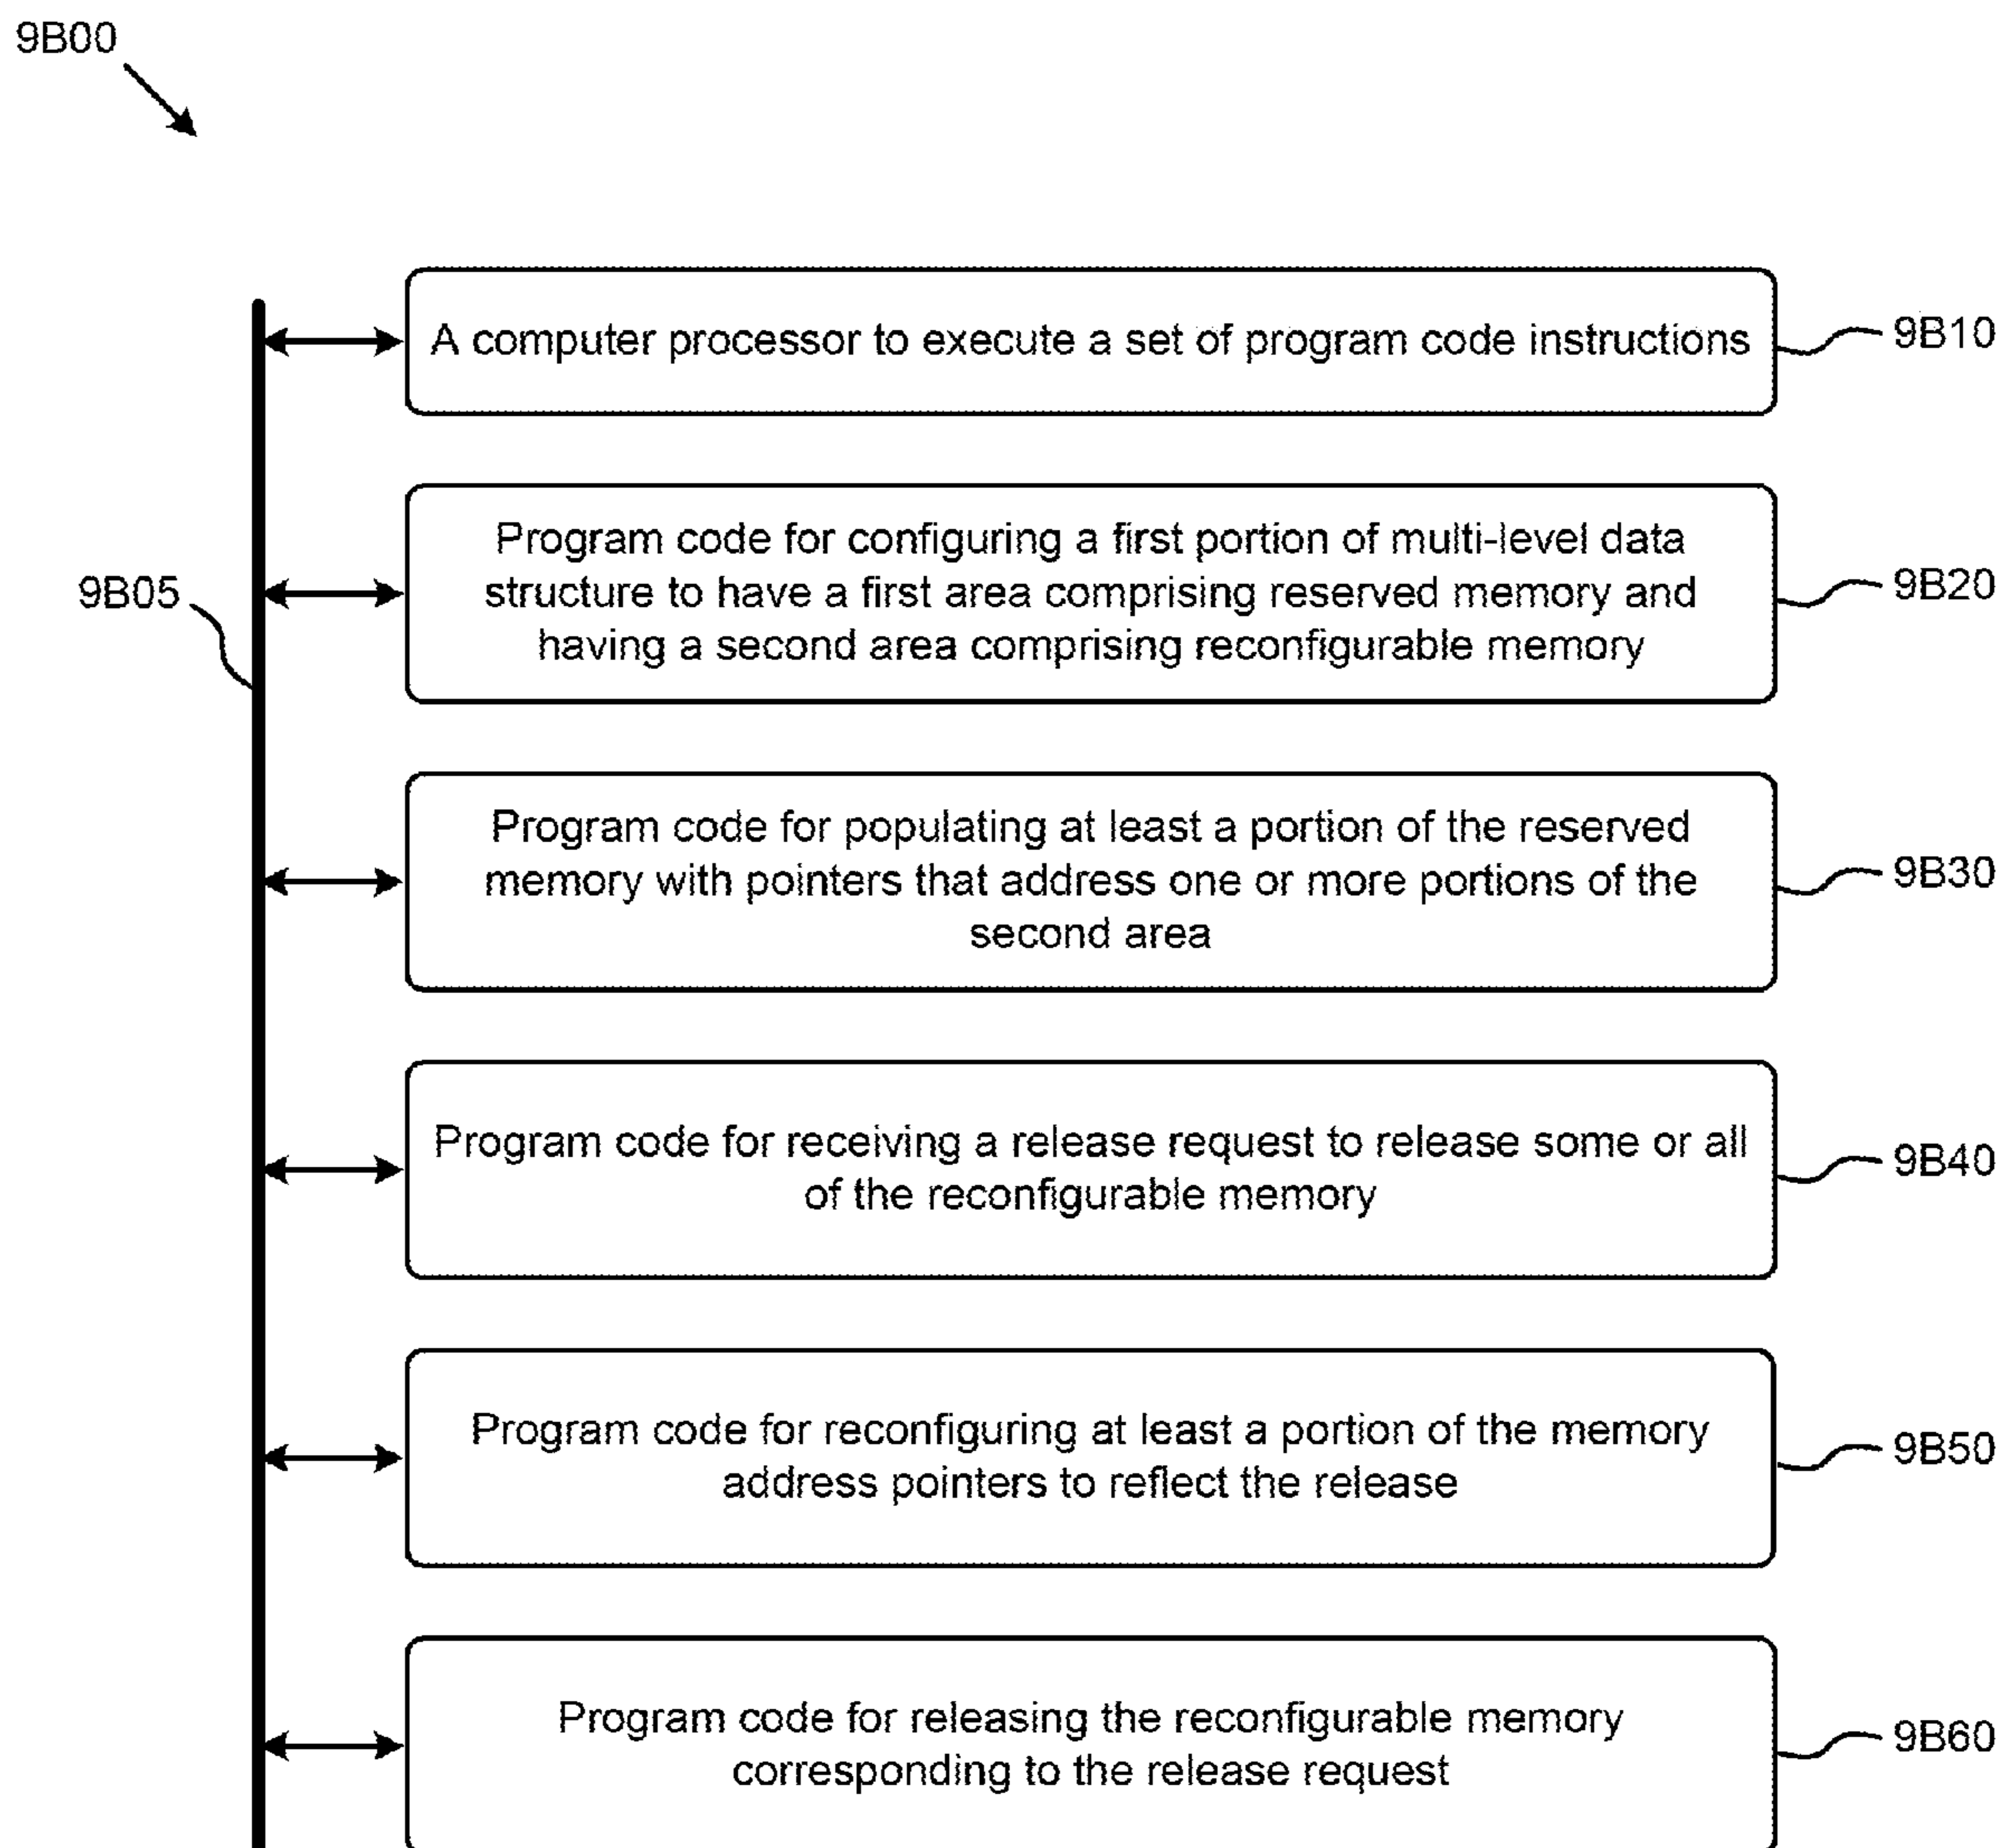 9B00
A computer processor to execute a set of program code instructions
9B10
Program code for configuring a first portion of multi-level data
structure to have a first area comprising reserved memory and
having a second area comprising reconfigurable memory
9B20
9B05
Program code for populating at least a portion of the reserved
memory with pointers that address one or more portions of the
second area
9B30
Program code for receiving a release request to release some or all
of the reconfigurable memory
9B40
Program code for reconfiguring at least a portion of the memory
address pointers to reflect the release
9B50
Program code for releasing the reconfigurable memory
corresponding to the release request
9B60